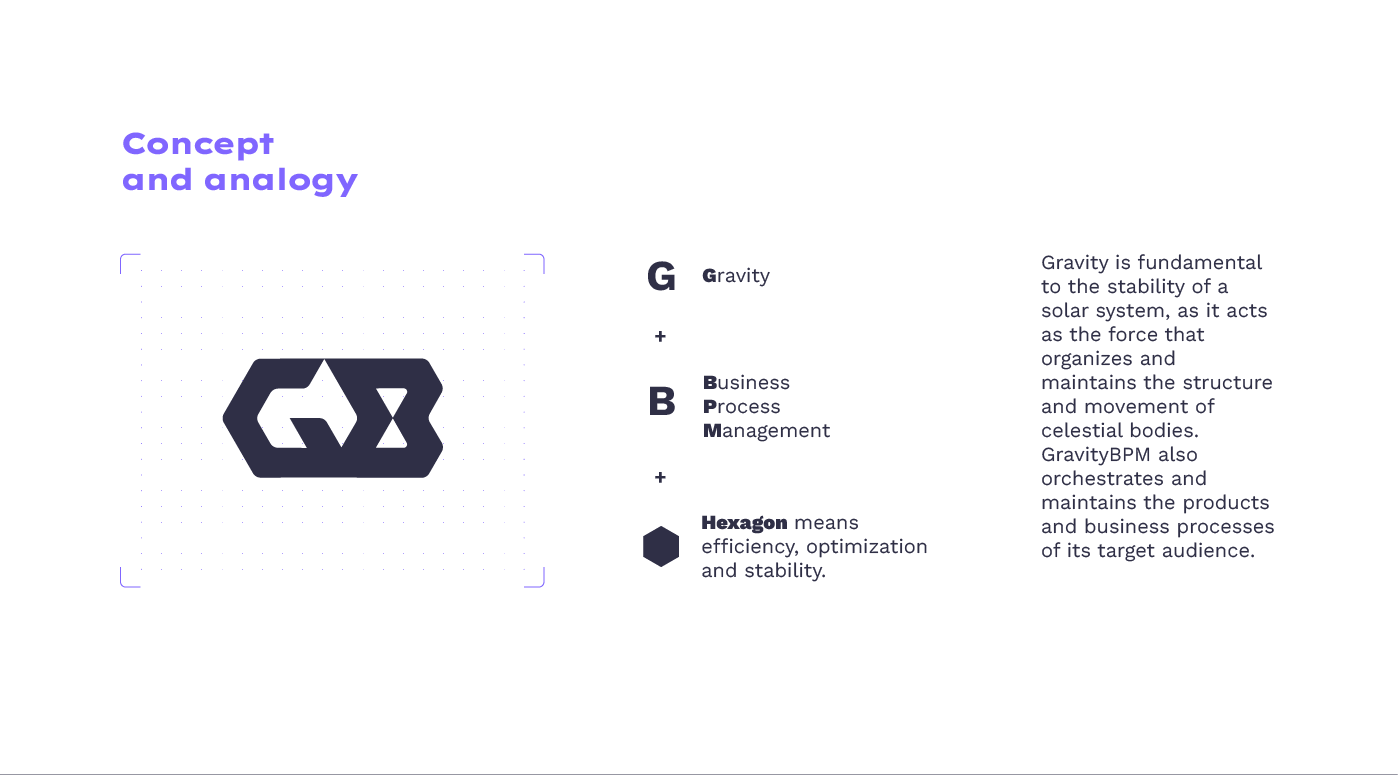 Concept
and analogy
GB
G Gravity
+
B Business
Process
Management
+
Hexagon means
efficiency, optimization
and stability.
Gravity is fundamental
to the stability of a
solar system, as it acts
as the force that
organizes and
maintains the structure
and movement of
celestial bodies.
GravityBPM also
orchestrates and
maintains the products
and business processes
of its target audience.